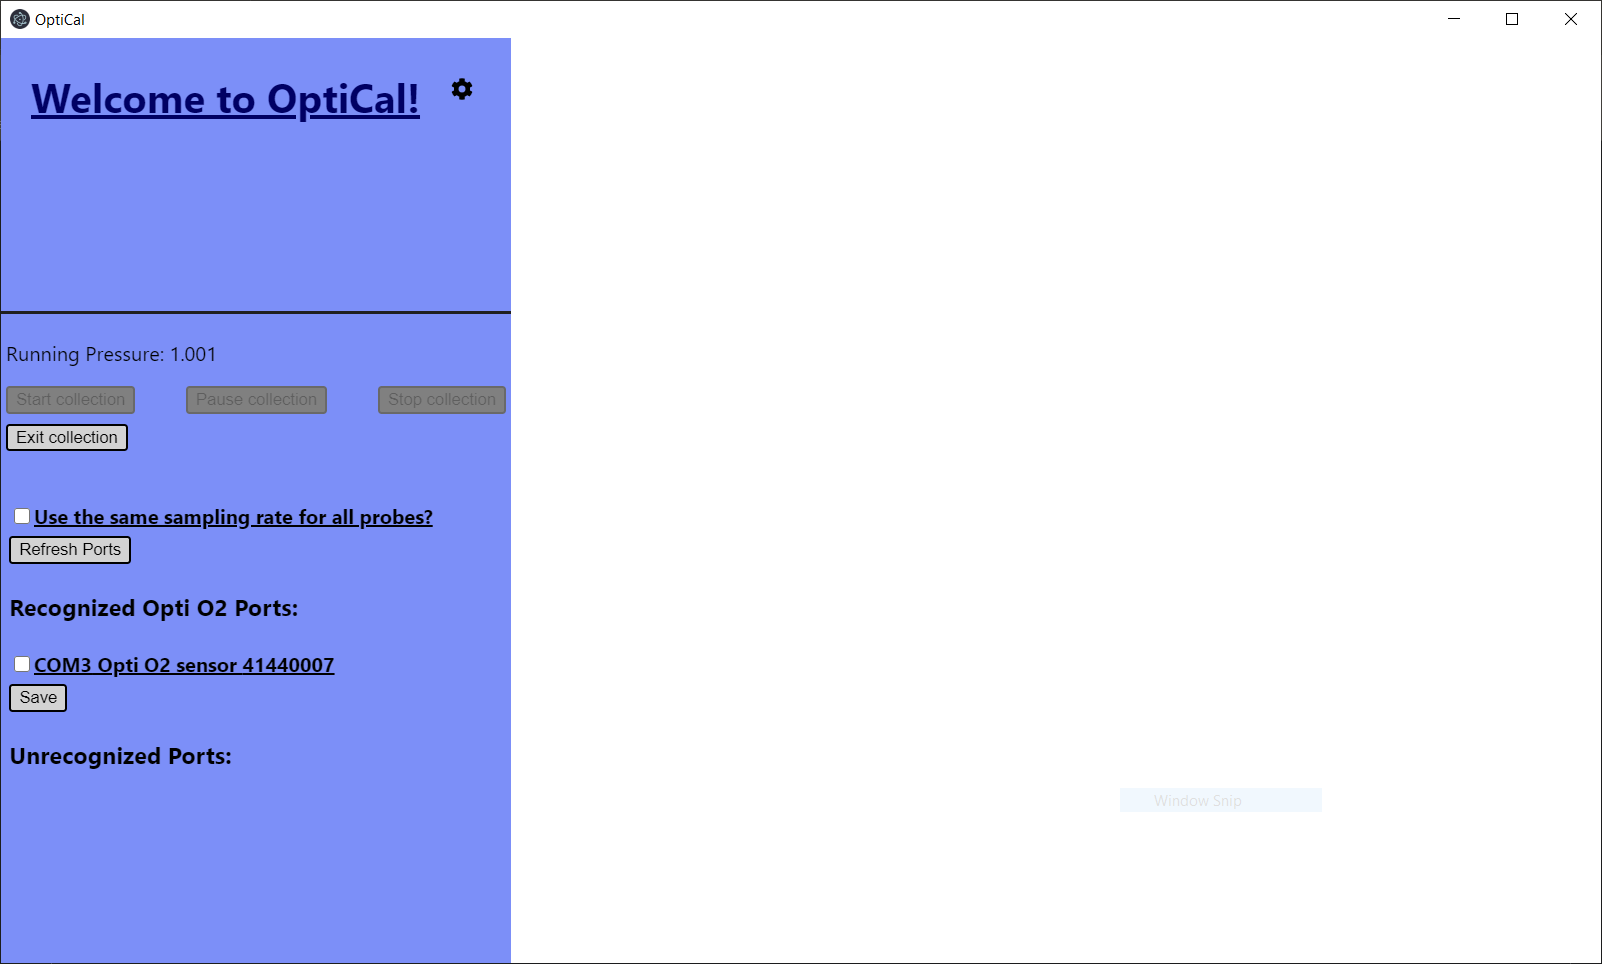 OptiCal
Welcome to OptiCal!
Running Pressure: 1.001
Start collection Pause collection Stop collection
Exit collection
Use the same sampling rate for all probes?
Refresh Ports
Recognized Opti O2 Ports:
COM3 Opti O2 sensor 41440007
Save
Unrecognized Ports:
Window Snip